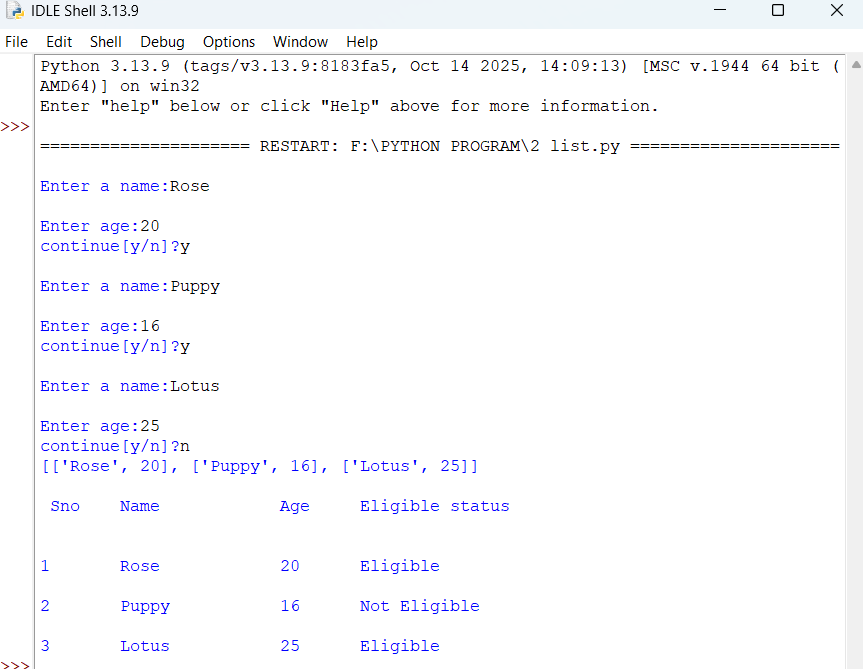 IDLE Shell 3.13.9
File Edit Shell Debug Options Window Help
Python 3.13.9 (tags/v3.13.9:8183fa5, Oct 14 2025, 14:09:13) [MSC v.1944 64 bit (
AMD64)] on win32
Enter "help" below or click "Help" above for more information.
>>>
===================== RESTART: F:\PYTHON PROGRAM\2 list.py =====================
Enter a name:Rose
Enter age:20
continue[y/n]?y
Enter a name:Puppy
Enter age:16
continue[y/n]?y
Enter a name:Lotus
Enter age:25
continue[y/n]?n
[['Rose', 20], ['Puppy', 16], ['Lotus', 25]]
Sno Name Age Eligible status
1 Rose 20 Eligible
2 Puppy 16 Not Eligible
3 Lotus 25 Eligible
>>>